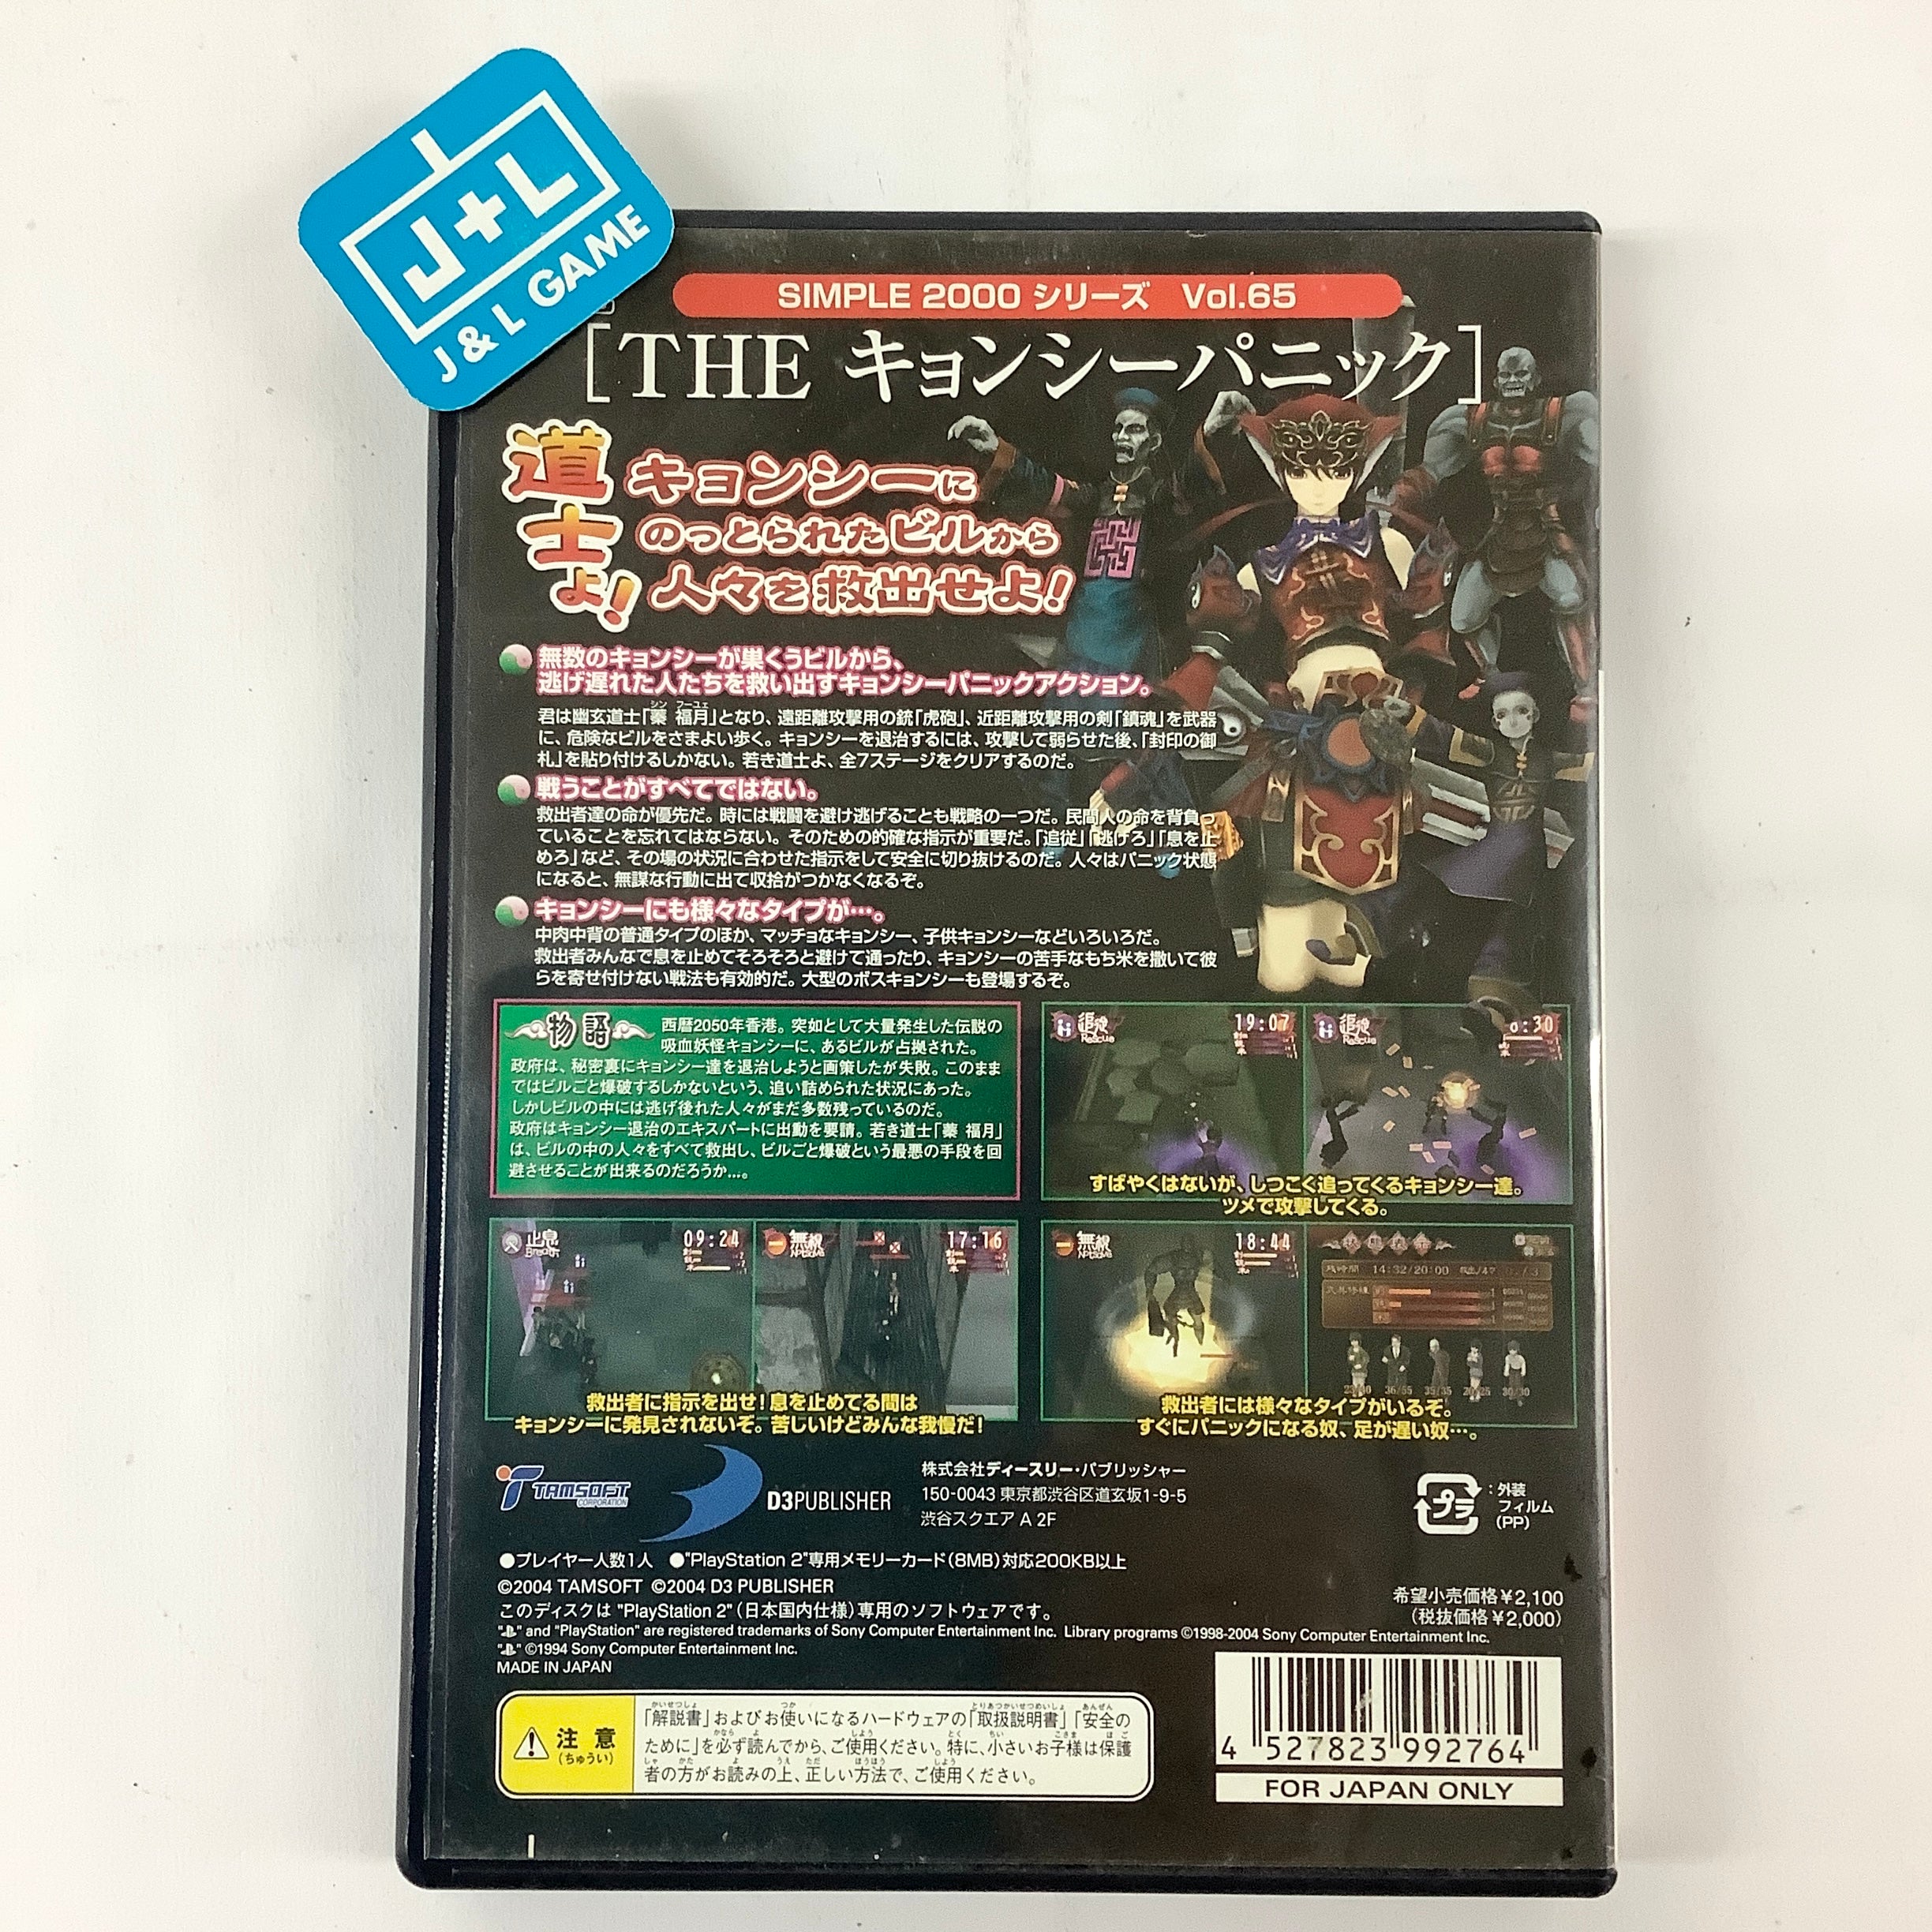 J+L
J & L GAME
SIMPLE 2000 シリーズ Vol.65
[THE キョンシーパニック]
道士よ!
キョンシーに
のっとられたビルから
人々を救出せよ!
無数のキョンシーが巣くうビルから、
逃げ遅れた人たちを救い出すキョンシーパニックアクション。
シン フーユェ
君は幽玄道士「蓁 福月」となり、遠距離攻撃用の銃「虎砲」、近距離攻撃用の剣「鎮魂」を武器
に、危険なビルをさまよい歩く。キョンシーを退治するには、攻撃して弱らせた後、「封印の御
札」を貼り付けるしかない。若き道士よ、全7ステージをクリアするのだ。
戦うことがすべてではない。
救出者達の命が優先だ。時には戦闘を避け逃げることも戦略の一つだ。民間人の命を背負っ
ていることを忘れてはならない。そのための的確な指示が重要だ。「追従」「逃げろ」「息を止
めろ」など、その場の状況に合わせた指示をして安全に切り抜けるのだ。人々はパニック状態
になると、無謀な行動に出て収拾がつかなくなるぞ。
キョンシーにも様々なタイプが…。
中肉中背の普通タイプのほか、マッチョなキョンシー、子供キョンシーなどいろいろだ。
救出者みんなで息を止めてそろそろと避けて通ったり、キョンシーの苦手なもち米を撒いて彼
らを寄せ付けない戦法も有効的だ。大型のボスキョンシーも登場するぞ。
物語
西暦2050年香港。突如として大量発生した伝説の
吸血妖怪キョンシーに、あるビルが占拠された。
政府は、秘密裏にキョンシー達を退治しようと画策したが失敗。このまま
ではビルごと爆破するしかないという、追い詰められた状況にあった。
しかしビルの中には逃げ後れた人々がまだ多数残っているのだ。
政府はキョンシー退治のエキスパートに出動を要請。若き道士「蓁 福月」
は、ビルの中の人々をすべて救出し、ビルごと爆破という最悪の手段を回
避させることが出来るのだろうか…。
Rescue
19:07
Rescue
すばやくはないが、しつこく追ってくるキョンシー達。
ツメで攻撃してくる。
止息
Breath
09:24
17:16
救出者に指示を出せ!息を止めてる間は
キョンシーに発見されないぞ。苦しいけどみんな我慢だ!
18:44
残時間 14:32/20:00
36/55 35/35
30/30
救出者には様々なタイプがいるぞ。
すぐにパニックになる奴、足が遅い奴…。
TAMSOFT
CORPORATION
D3PUBLISHER
株式会社ディースリー・パブリッシャー
150-0043 東京都渋谷区道玄坂1-9-5
渋谷スクエア A 2F
プラ
:外装
フィルム
(PP)
●プレイヤー人数1人 ●"PlayStation 2"専用メモリーカード(8MB)対応200KB以上
©2004 TAMSOFT ©2004 D3 PUBLISHER
このディスクは "PlayStation 2"(日本国内仕様)専用のソフトウェアです。
" " and "PlayStation" are registered trademarks of Sony Computer Entertainment Inc. Library programs ©1998-2004 Sony Computer Entertainment Inc.
" " ©1994 Sony Computer Entertainment Inc.
MADE IN JAPAN
希望小売価格¥2,100
(税抜価格¥2,000)
注意
(ちゅうい)
「解説書」およびお使いになるハードウェアの「取扱説明書」「安全の
ために」を必ず読んでから、ご使用ください。特に、小さいお子様は保護
者の方がお読みの上、正しい方法で、ご使用ください。
4 527823 992764
FOR JAPAN ONLY